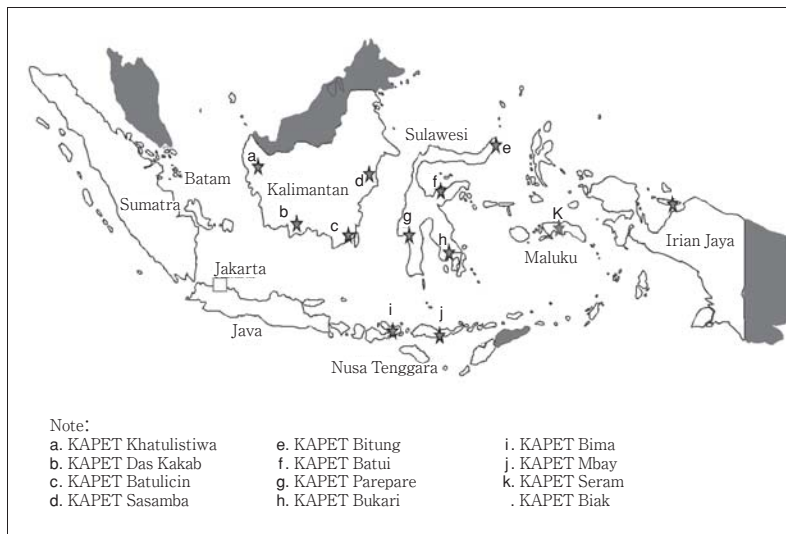 Sulawesi
e
a
Batam
Kalimantan
d
f
Sumatra
b
c
g
h
K
Irian Jaya
Maluku
Jakarta
i
j
Java
Nusa Tenggara
Note:
a. KAPET Khatulistiwa
b. KAPET Das Kakab
c. KAPET Batulicin
d. KAPET Sasamba
e. KAPET Bitung
f. KAPET Batui
g. KAPET Parepare
h. KAPET Bukari
i. KAPET Bima
j. KAPET Mbay
k. KAPET Seram
. KAPET Biak